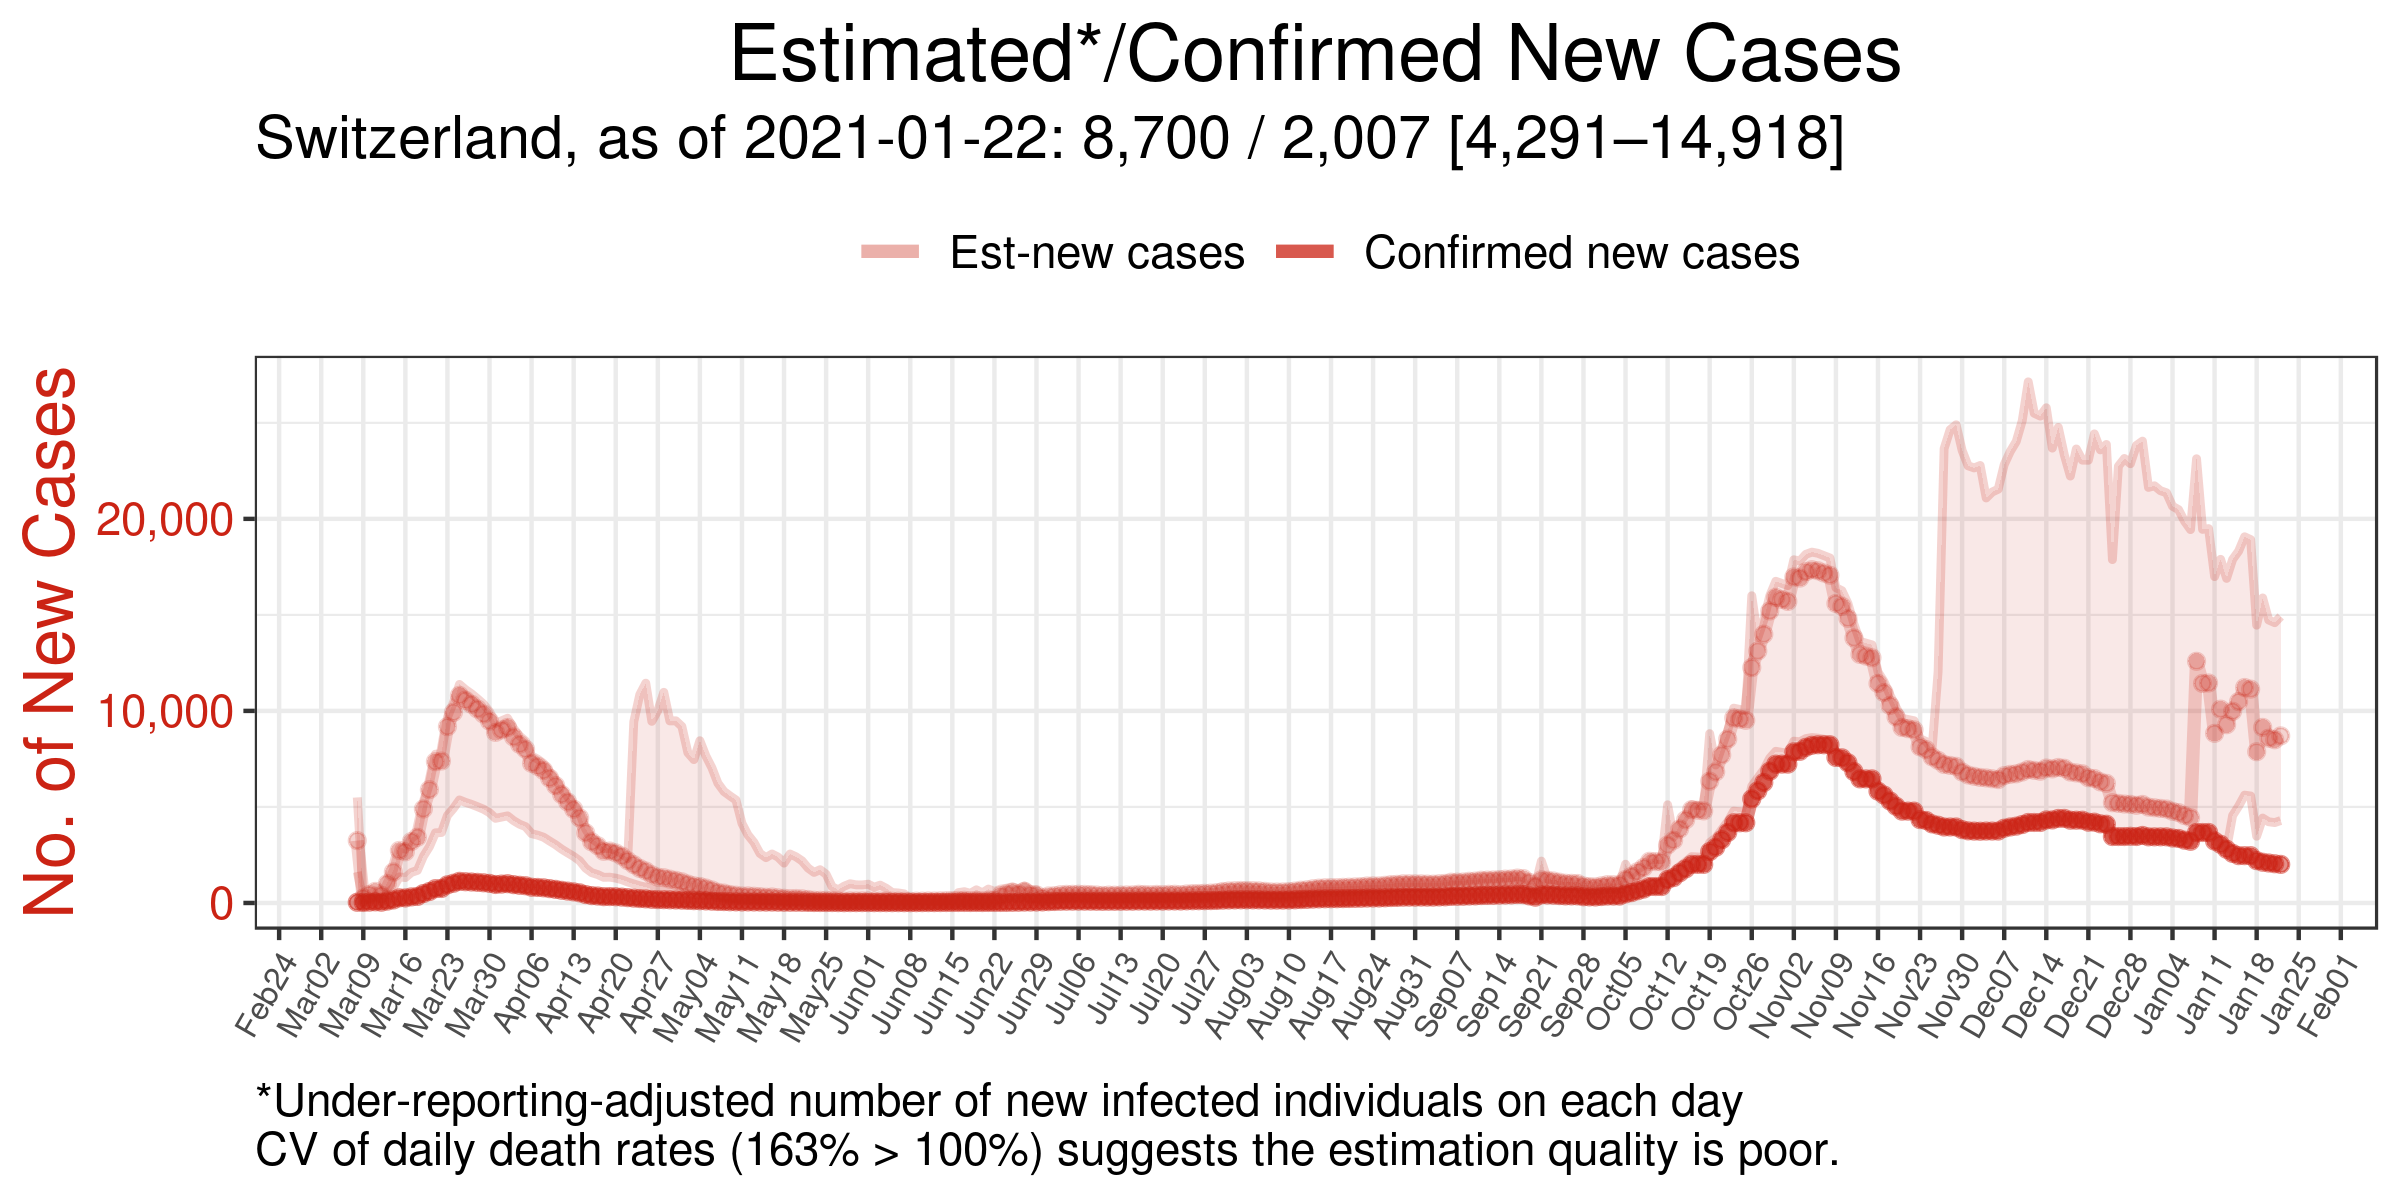 Estimated*/Confirmed New Cases
Switzerland, as of 2021-01-22: 8,700 / 2,007 [4,291–14,918]
Est-new cases Confirmed new cases
No. of New Cases
20,000
10,000
0
Feb24 Mar02 Mar09 Mar16 Mar23 Mar30 Apr06 Apr13 Apr20 Apr27 May04 May11 May18 May25 Jun01 Jun08 Jun15 Jun22 Jun29 Jul06 Jul13 Jul20 Jul27 Aug03 Aug10 Aug17 Aug24 Aug31 Sep07 Sep14 Sep21 Sep28 Oct05 Oct12 Oct19 Oct26 Nov02 Nov09 Nov16 Nov23 Nov30 Dec07 Dec14 Dec21 Dec28 Jan04 Jan11 Jan18 Jan25 Feb01
*Under-reporting-adjusted number of new infected individuals on each day
CV of daily death rates (163% > 100%) suggests the estimation quality is poor.